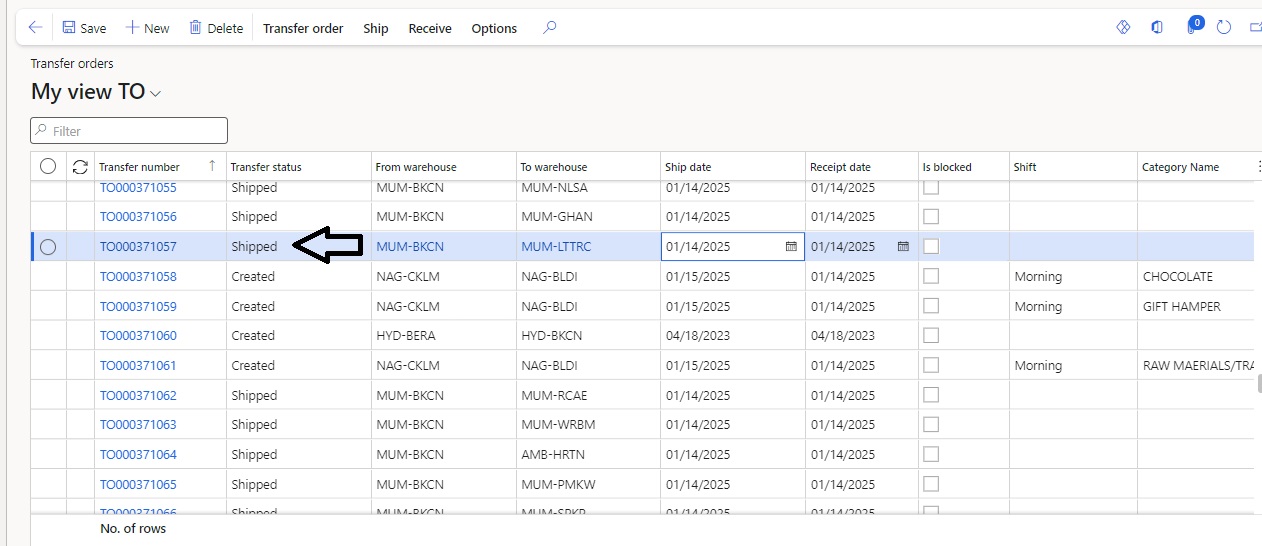 Save New Delete Transfer order Ship Receive Options 0
Transfer orders
My view TO
Filter
Transfer number Transfer status From warehouse To warehouse Ship date Receipt date Is blocked Shift Category Name
TO000371055 Shipped MUM-BKCN MUM-NLSA 01/14/2025 01/14/2025
TO000371056 Shipped MUM-BKCN MUM-GHAN 01/14/2025 01/14/2025
TO000371057 Shipped MUM-BKCN MUM-LTTRC 01/14/2025 01/14/2025
TO000371058 Created NAG-CKLM NAG-BLDI 01/15/2025 01/14/2025 Morning CHOCOLATE
TO000371059 Created NAG-CKLM NAG-BLDI 01/15/2025 01/14/2025 Morning GIFT HAMPER
TO000371060 Created HYD-BERA HYD-BKCN 04/18/2023 04/18/2023
TO000371061 Created NAG-CKLM NAG-BLDI 01/15/2025 01/14/2025 Morning RAW MAERIALS/TRA
TO000371062 Shipped MUM-BKCN MUM-RCAE 01/14/2025 01/14/2025
TO000371063 Shipped MUM-BKCN MUM-WRBM 01/14/2025 01/14/2025
TO000371064 Shipped MUM-BKCN AMB-HRTN 01/14/2025 01/14/2025
TO000371065 Shipped MUM-BKCN MUM-PMKW 01/14/2025 01/14/2025
TO000371066 Shipped MUM-BKCN 01/14/2025 01/14/2025
No. of rows